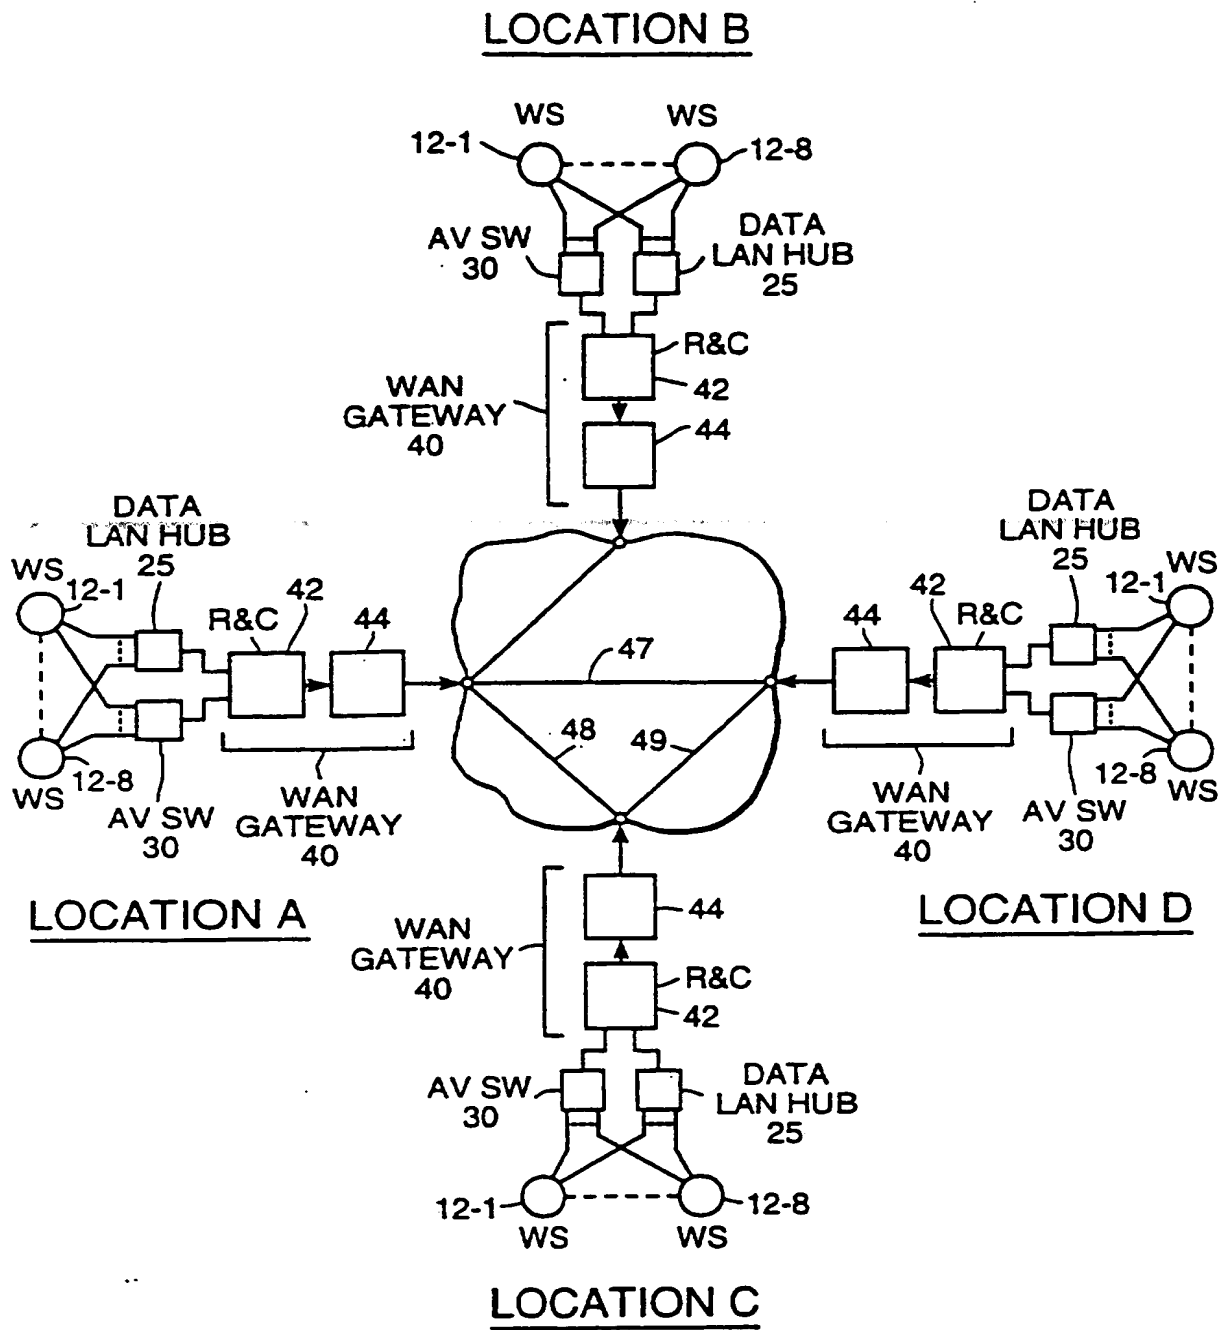 LOCATION B
WS WS
12-1 12-8
AV SW
30
DATA
LAN HUB
25
R&C
42
WAN
GATEWAY
40
44
DATA
LAN HUB
25
WS
12-1
R&C
42
44
12-8
WS
AV SW
30
WAN
GATEWAY
40
LOCATION A
47
48
49
DATA
LAN HUB
25
WS
12-1
42
R&C
44
12-8
WS
AV SW
30
WAN
GATEWAY
40
LOCATION D
44
WAN
GATEWAY
40
R&C
42
AV SW
30
DATA
LAN HUB
25
12-1 12-8
WS WS
LOCATION C